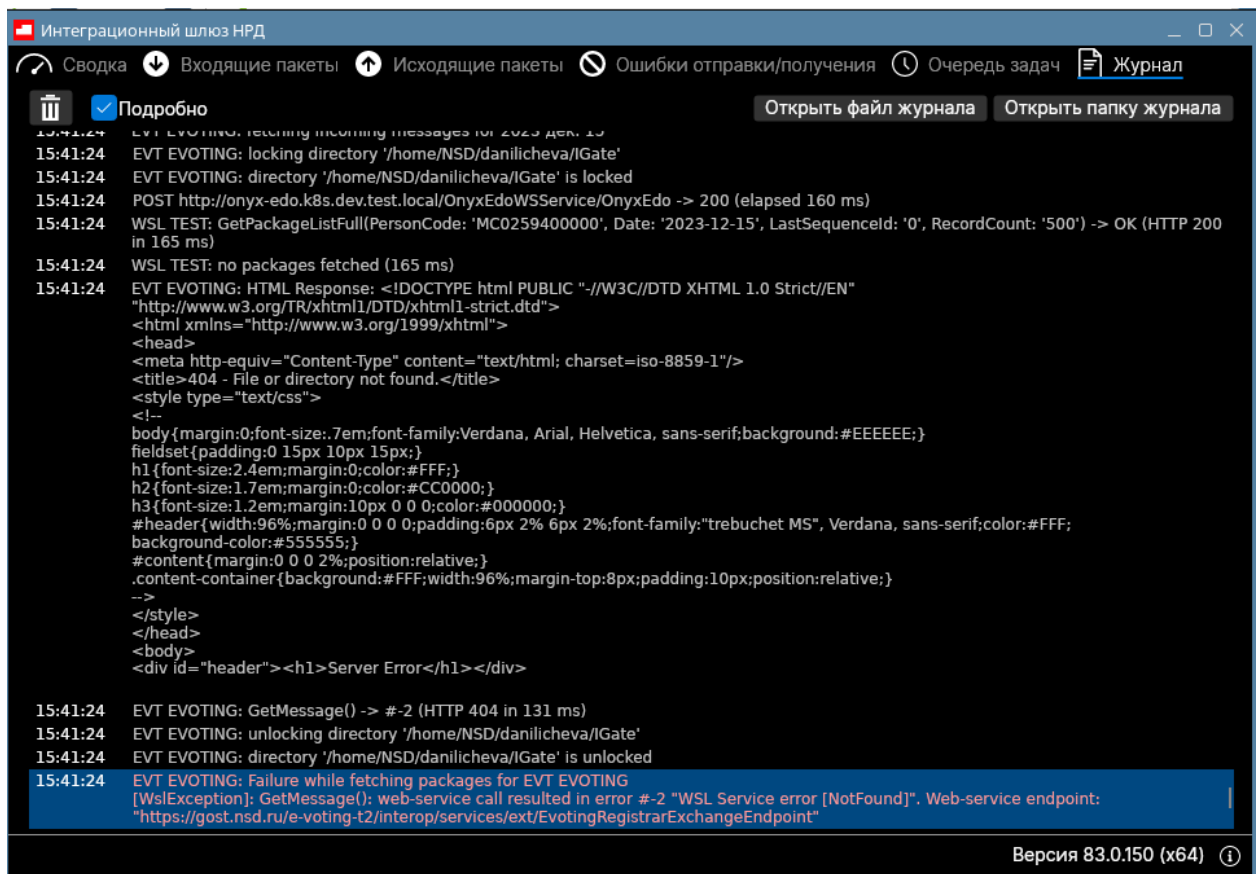 Интеграционный шлюз НРД
Сводка Входящие пакеты Исходящие пакеты Ошибки отправки/получения Очередь задач Журнал
Подробно Открыть файл журнала Открыть папку журнала
15:41:24 EVT EVOTING: fetching incoming messages for 2023 дек. 15
15:41:24 EVT EVOTING: locking directory '/home/NSD/danilicheva/IGate'
15:41:24 EVT EVOTING: directory '/home/NSD/danilicheva/IGate' is locked
15:41:24 POST http://onyx-edo.k8s.dev.test.local/OnyxEdoWSService/OnyxEdo -> 200 (elapsed 160 ms)
15:41:24 WSL TEST: GetPackageListFull(PersonCode: 'MC0259400000', Date: '2023-12-15', LastSequenceId: '0', RecordCount: '500') -> OK (HTTP 200
in 165 ms)
15:41:24 WSL TEST: no packages fetched (165 ms)
15:41:24 EVT EVOTING: HTML Response: <!DOCTYPE html PUBLIC "-//W3C//DTD XHTML 1.0 Strict//EN"
"http://www.w3.org/TR/xhtml1/DTD/xhtml1-strict.dtd">
<html xmlns="http://www.w3.org/1999/xhtml">
<head>
<meta http-equiv="Content-Type" content="text/html; charset=iso-8859-1"/>
<title>404 - File or directory not found.</title>
<style type="text/css">
<!--
body{margin:0;font-size:.7em;font-family:Verdana, Arial, Helvetica, sans-serif;background:#EEEEEE;}
fieldset{padding:0 15px 10px 15px;}
h1{font-size:2.4em;margin:0;color:#FFF;}
h2{font-size:1.7em;margin:0;color:#CC0000;}
h3{font-size:1.2em;margin:10px 0 0 0;color:#000000;}
#header{width:96%;margin:0 0 0 0;padding:6px 2% 6px 2%;font-family:"trebuchet MS", Verdana, sans-serif;color:#FFF;
background-color:#555555;}
#content{margin:0 0 0 2%;position:relative;}
.content-container{background:#FFF;width:96%;margin-top:8px;padding:10px;position:relative;}
-->
</style>
</head>
<body>
<div id="header"><h1>Server Error</h1></div>
15:41:24 EVT EVOTING: GetMessage() -> #-2 (HTTP 404 in 131 ms)
15:41:24 EVT EVOTING: unlocking directory '/home/NSD/danilicheva/IGate'
15:41:24 EVT EVOTING: directory '/home/NSD/danilicheva/IGate' is unlocked
15:41:24 EVT EVOTING: Failure while fetching packages for EVT EVOTING
[WslException]: GetMessage(): web-service call resulted in error #-2 "WSL Service error [NotFound]". Web-service endpoint:
"https://gost.nsd.ru/e-voting-t2/interop/services/ext/EvotingRegistrarExchangeEndpoint"
Версия 83.0.150 (x64)